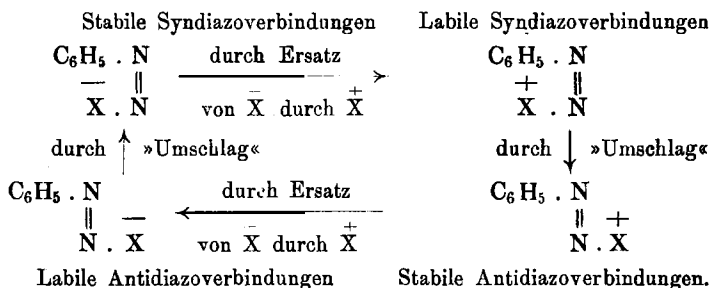 Stabile Syndiazoverbindungen Labile Syndiazoverbindungen
C₆H₅ . N durch Ersatz C₆H₅ . N
— || → + ||
X . N von X̄ durch X⁺ X . N
durch ↑ »Umschlag« durch ↓ »Umschlag«
C₆H₅ . N durch Ersatz C₆H₅ . N
|| — ← || +
N . X von X̄ durch X⁺ N . X
Labile Antidiazoverbindungen Stabile Antidiazoverbindungen.